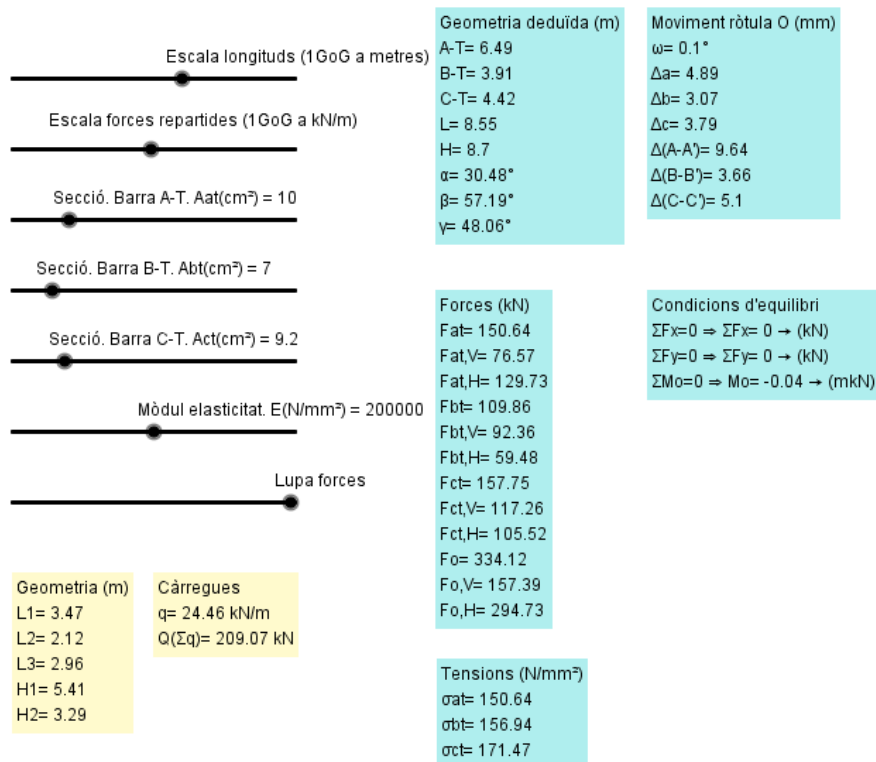 Escala longituds (1GoG a metres)
Escala forces repartides (1GoG a kN/m)
Secció. Barra A-T. Aat(cm²) = 10
Secció. Barra B-T. Abt(cm²) = 7
Secció. Barra C-T. Act(cm²) = 9.2
Mòdul elasticitat. E(N/mm²) = 200000
Lupa forces
Geometria (m)
L1= 3.47
L2= 2.12
L3= 2.96
H1= 5.41
H2= 3.29
Càrregues
q= 24.46 kN/m
Q(Σq)= 209.07 kN
Geometria deduïda (m)
A-T= 6.49
B-T= 3.91
C-T= 4.42
L= 8.55
H= 8.7
α= 30.48°
β= 57.19°
γ= 48.06°
Moviment ròtula O (mm)
ω= 0.1°
Δa= 4.89
Δb= 3.07
Δc= 3.79
Δ(A-A')= 9.64
Δ(B-B')= 3.66
Δ(C-C')= 5.1
Forces (kN)
Fat= 150.64
Fat,V= 76.57
Fat,H= 129.73
Fbt= 109.86
Fbt,V= 92.36
Fbt,H= 59.48
Fct= 157.75
Fct,V= 117.26
Fct,H= 105.52
Fo= 334.12
Fo,V= 157.39
Fo,H= 294.73
Condicions d'equilibri
ΣFx=0 ⇒ ΣFx= 0 → (kN)
ΣFy=0 ⇒ ΣFy= 0 → (kN)
ΣMo=0 ⇒ Mo= -0.04 → (mkN)
Tensions (N/mm²)
σat= 150.64
σbt= 156.94
σct= 171.47